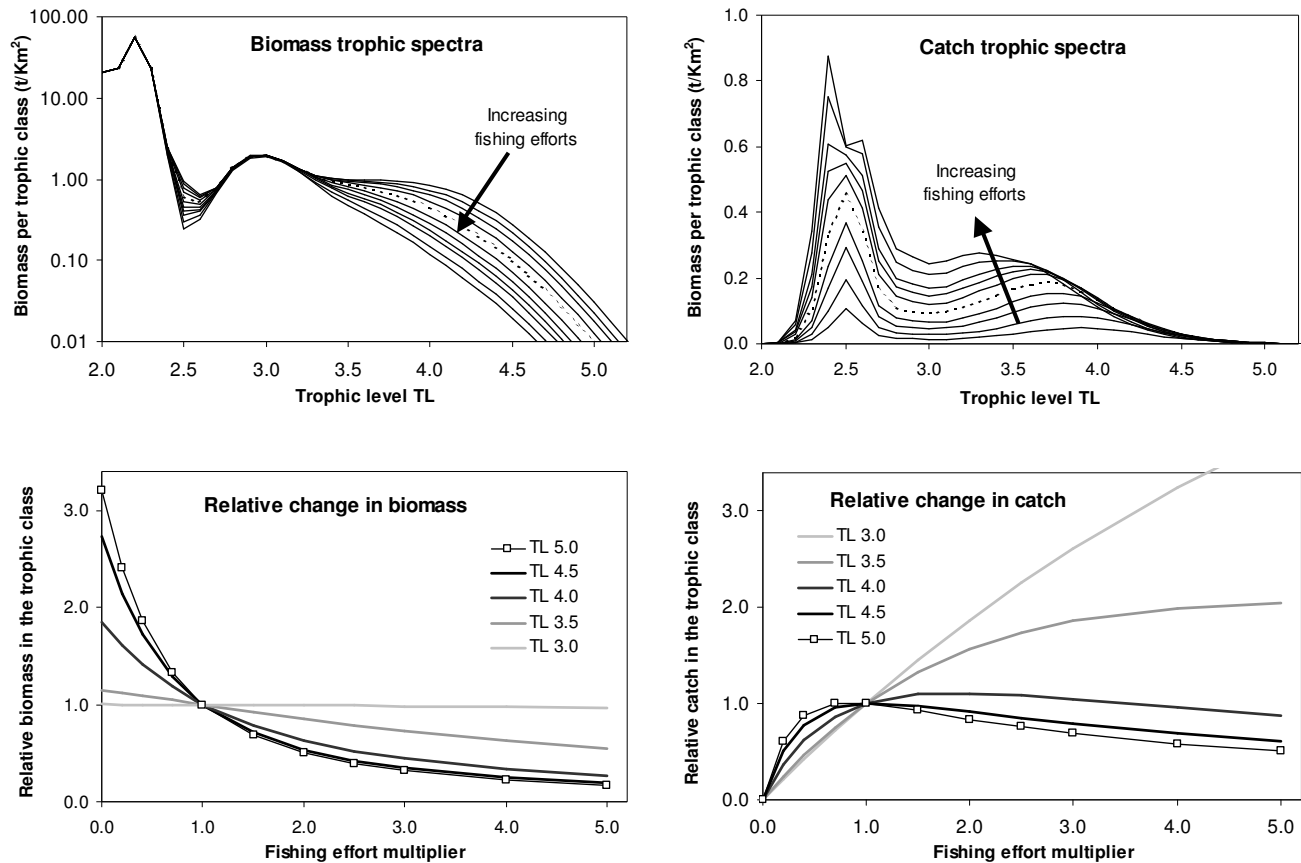 Biomass trophic spectra
Biomass per trophic class (t/Km²)
100.00
10.00
1.00
0.10
0.01
Increasing
fishing efforts
2.0 2.5 3.0 3.5 4.0 4.5 5.0
Trophic level TL
Catch trophic spectra
Biomass per trophic class (t/Km²)
1.0
0.8
0.6
0.4
0.2
0.0
Increasing
fishing efforts
2.0 2.5 3.0 3.5 4.0 4.5 5.0
Trophic level TL
Relative change in biomass
Relative biomass in the trophic class
3.0
2.0
1.0
0.0
TL 5.0
TL 4.5
TL 4.0
TL 3.5
TL 3.0
0.0 1.0 2.0 3.0 4.0 5.0
Fishing effort multiplier
Relative change in catch
Relative catch in the trophic class
3.0
2.0
1.0
0.0
TL 3.0
TL 3.5
TL 4.0
TL 4.5
TL 5.0
0.0 1.0 2.0 3.0 4.0 5.0
Fishing effort multiplier